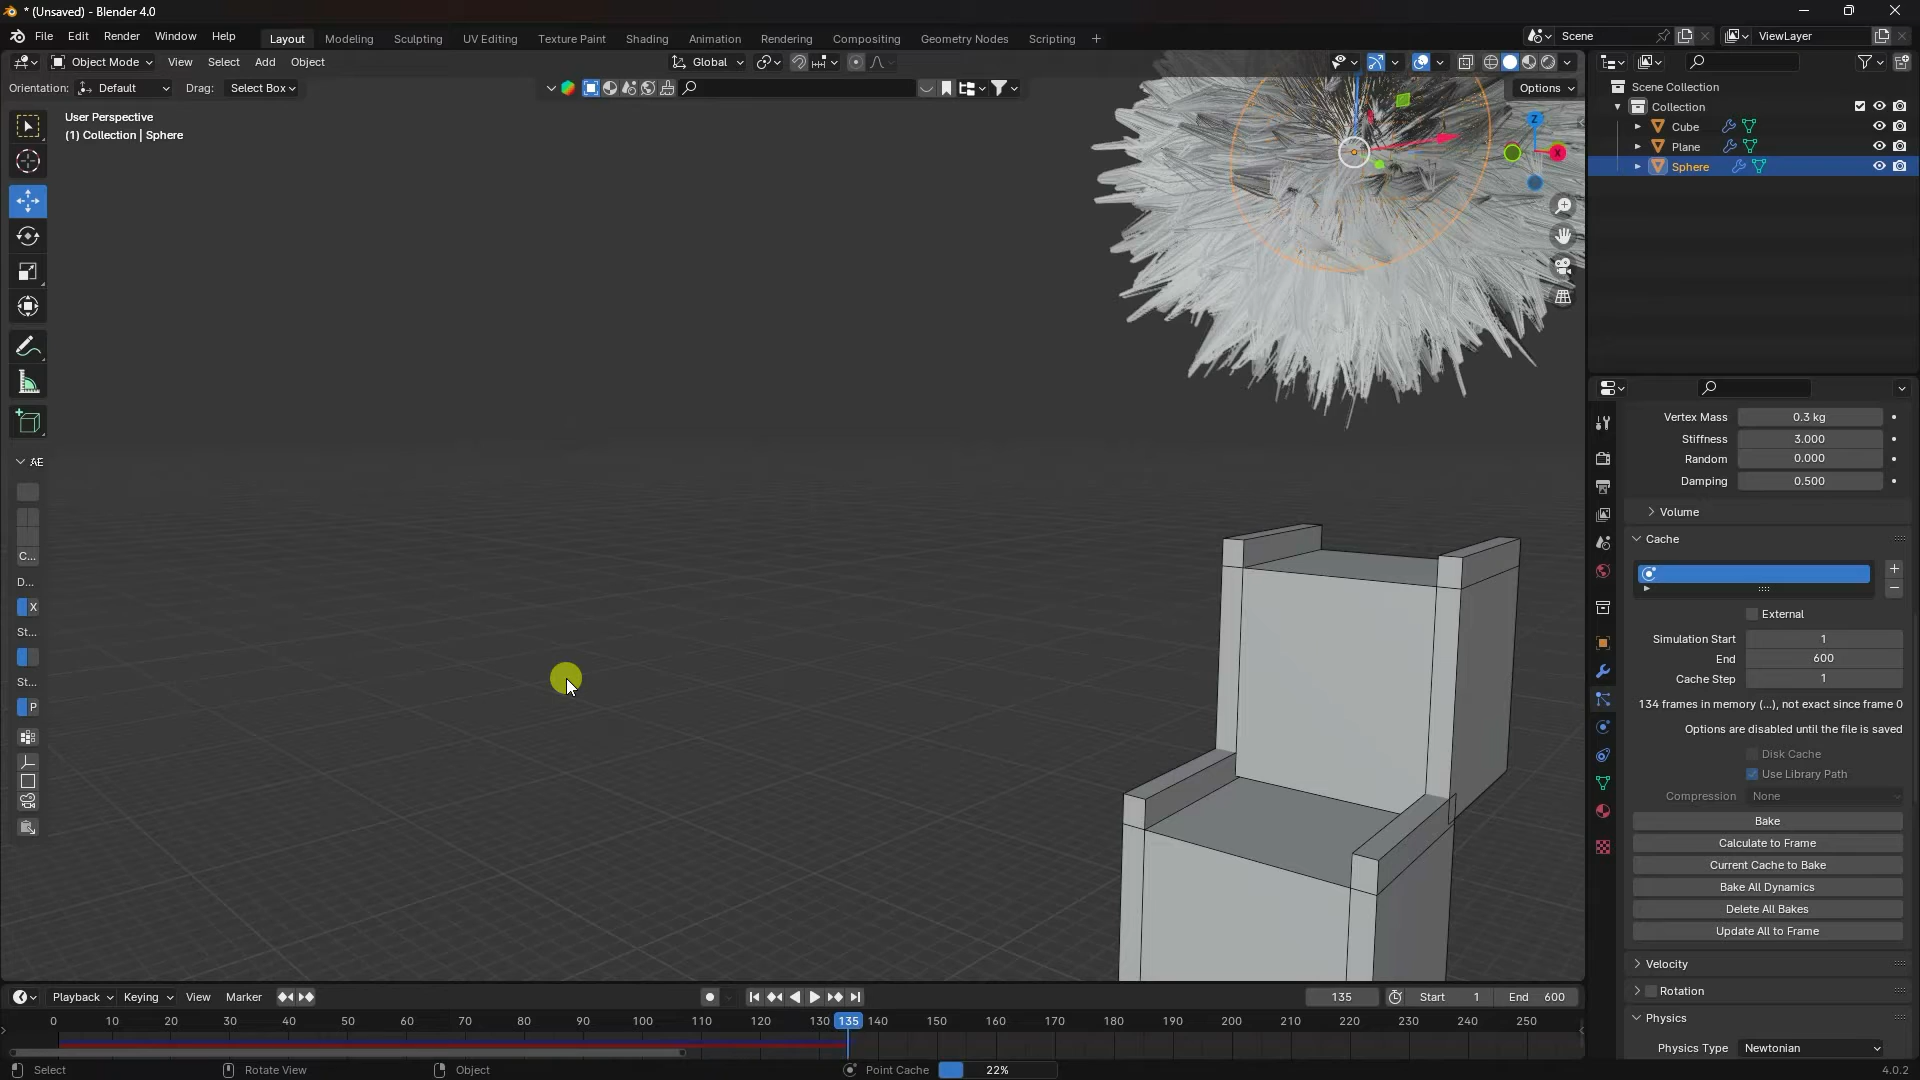 * (Unsaved) - Blender 4.0
File Edit Render Window Help
Layout Modeling Sculpting UV Editing Texture Paint Shading Animation Rendering Compositing Geometry Nodes Scripting +
Scene
ViewLayer
Object Mode View Select Add Object
Global
Orientation: Default Drag: Select Box
Options
User Perspective
(1) Collection | Sphere
Z
X
AE
C...
D...
X
St...
St...
P
Scene Collection
Collection
Cube
Plane
Sphere
Vertex Mass 0.3 kg
Stiffness 3.000
Random 0.000
Damping 0.500
Volume
Cache
External
Simulation Start 1
End 600
Cache Step 1
134 frames in memory (...), not exact since frame 0
Options are disabled until the file is saved
Disk Cache
Use Library Path
Compression None
Bake
Calculate to Frame
Current Cache to Bake
Bake All Dynamics
Delete All Bakes
Update All to Frame
Velocity
Rotation
Physics
Physics Type Newtonian
Playback Keying View Marker
135 Start 1 End 600
0 10 20 30 40 50 60 70 80 90 100 110 120 130 135 140 150 160 170 180 190 200 210 220 230 240 250
Select Rotate View Object Point Cache 22% 4.0.2